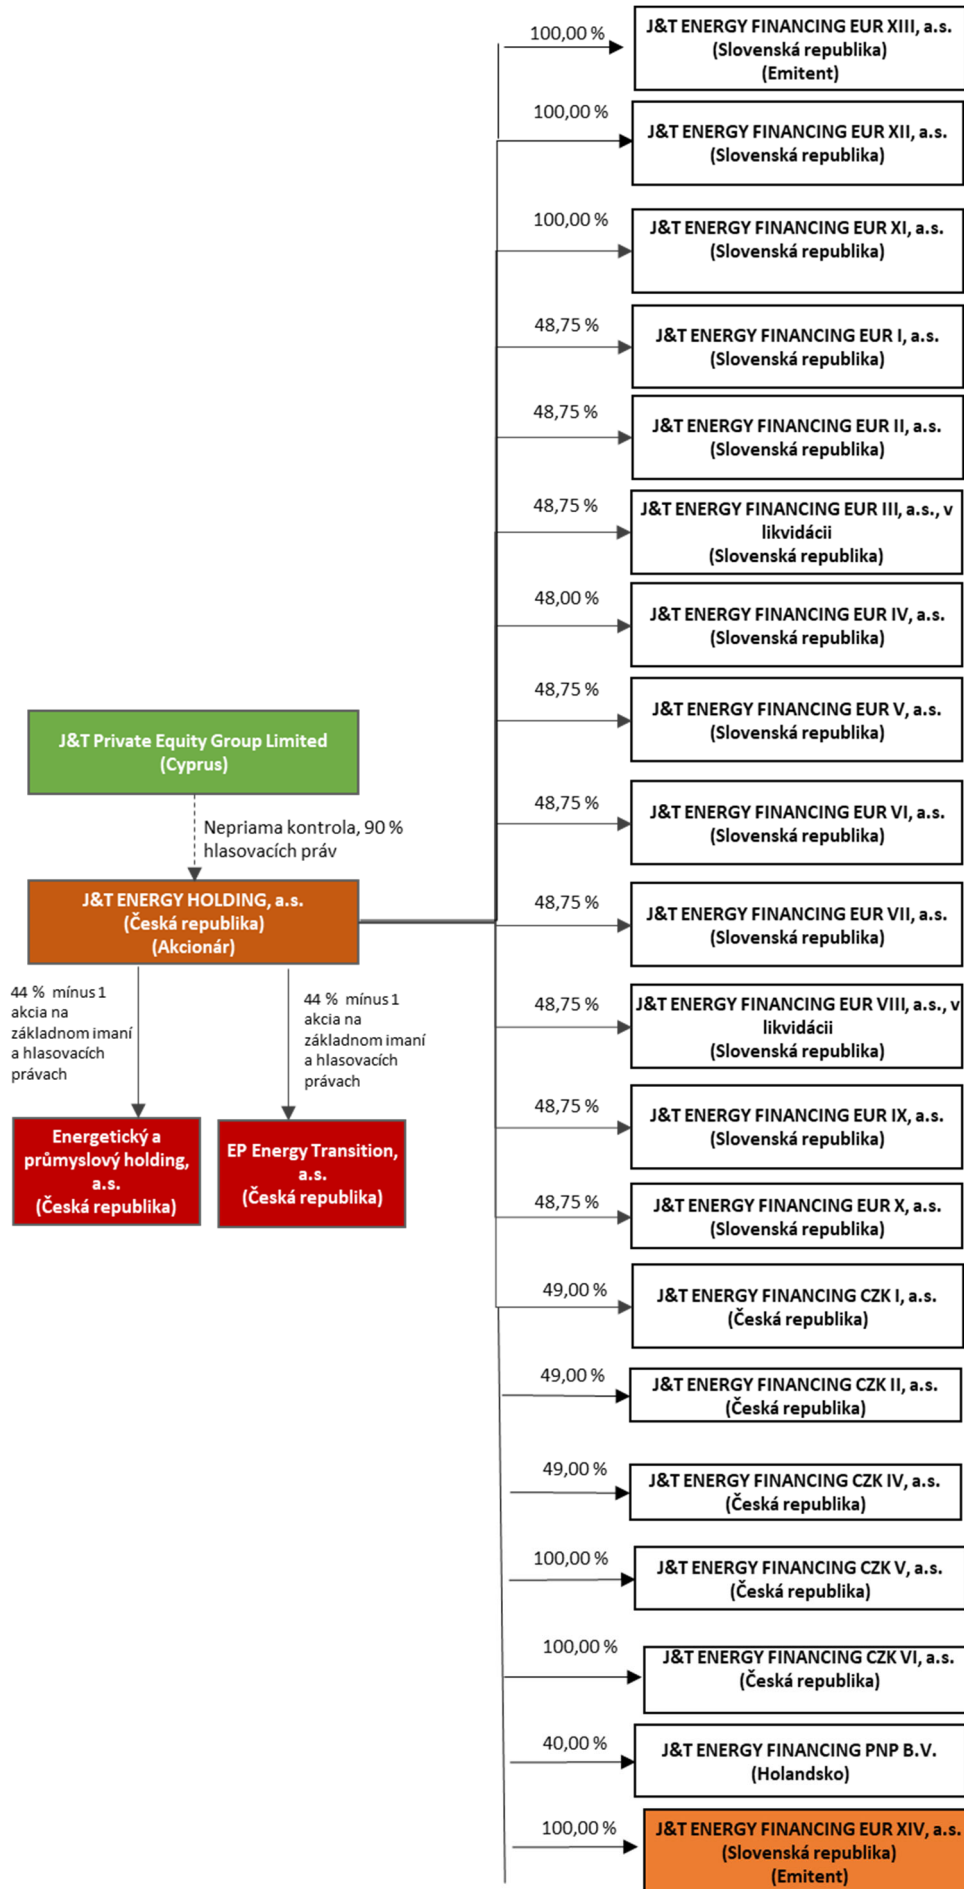 100,00 %
J&T ENERGY FINANCING EUR XIII, a.s.
(Slovenská republika)
(Emitent)
100,00 %
J&T ENERGY FINANCING EUR XII, a.s.
(Slovenská republika)
100,00 %
J&T ENERGY FINANCING EUR XI, a.s.
(Slovenská republika)
48,75 %
J&T ENERGY FINANCING EUR I, a.s.
(Slovenská republika)
48,75 %
J&T ENERGY FINANCING EUR II, a.s.
(Slovenská republika)
48,75 %
J&T ENERGY FINANCING EUR III, a.s., v
likvidácii
(Slovenská republika)
48,00 %
J&T ENERGY FINANCING EUR IV, a.s.
(Slovenská republika)
48,75 %
J&T ENERGY FINANCING EUR V, a.s.
(Slovenská republika)
J&T Private Equity Group Limited
(Cyprus)
Nepriama kontrola, 90 %
hlasovacích práv
48,75 %
J&T ENERGY FINANCING EUR VI, a.s.
(Slovenská republika)
J&T ENERGY HOLDING, a.s.
(Česká republika)
(Akcionár)
48,75 %
J&T ENERGY FINANCING EUR VII, a.s.
(Slovenská republika)
44 % mínus 1
akcia na
základnom imaní
a hlasovacích
právach
44 % mínus 1
akcia na
základnom imaní
a hlasovacích
právach
48,75 %
J&T ENERGY FINANCING EUR VIII, a.s., v
likvidácii
(Slovenská republika)
Energetický a
průmyslový holding,
a.s.
(Česká republika)
EP Energy Transition,
a.s.
(Česká republika)
48,75 %
J&T ENERGY FINANCING EUR IX, a.s.
(Slovenská republika)
48,75 %
J&T ENERGY FINANCING EUR X, a.s.
(Slovenská republika)
49,00 %
J&T ENERGY FINANCING CZK I, a.s.
(Česká republika)
49,00 %
J&T ENERGY FINANCING CZK II, a.s.
(Česká republika)
49,00 %
J&T ENERGY FINANCING CZK IV, a.s.
(Česká republika)
100,00 %
J&T ENERGY FINANCING CZK V, a.s.
(Česká republika)
100,00 %
J&T ENERGY FINANCING CZK VI, a.s.
(Česká republika)
40,00 %
J&T ENERGY FINANCING PNP B.V.
(Holandsko)
100,00 %
J&T ENERGY FINANCING EUR XIV, a.s.
(Slovenská republika)
(Emitent)